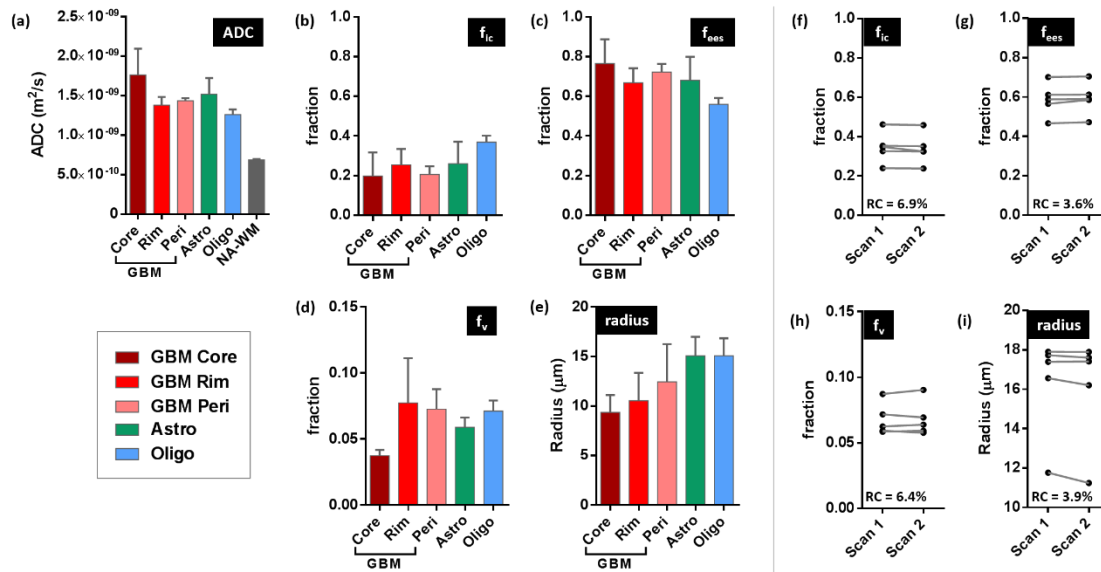 (a)
ADC
2.5× 10⁻⁰⁹
2.0× 10⁻⁰⁹
1.5× 10⁻⁰⁹
1.0× 10⁻⁰⁹
5.0× 10⁻¹⁰
0
ADC (m²/s)
Core
Rim
Peri
Astro
Oligo
NA-WM
GBM
(b)
f_ic
1.0
0.8
0.6
0.4
0.2
0.0
fraction
Core
Rim
Peri
Astro
Oligo
GBM
(c)
f_ees
1.0
0.8
0.6
0.4
0.2
0.0
fraction
Core
Rim
Peri
Astro
Oligo
GBM
(f)
f_ic
1.0
0.8
0.6
0.4
0.2
0.0
fraction
RC = 6.9%
Scan 1
Scan 2
(g)
f_ees
1.0
0.8
0.6
0.4
0.2
0.0
RC = 3.6%
Scan 1
Scan 2
GBM Core
GBM Rim
GBM Peri
Astro
Oligo
(d)
f_v
0.15
0.10
0.05
0.00
fraction
Core
Rim
Peri
Astro
Oligo
GBM
(e)
radius
20
15
10
5
0
Radius (μm)
Core
Rim
Peri
Astro
Oligo
GBM
(h)
f_v
0.15
0.10
0.05
0.00
fraction
RC = 6.4%
Scan 1
Scan 2
(i)
radius
20
18
16
14
12
10
Radius (μm)
RC = 3.9%
Scan 1
Scan 2